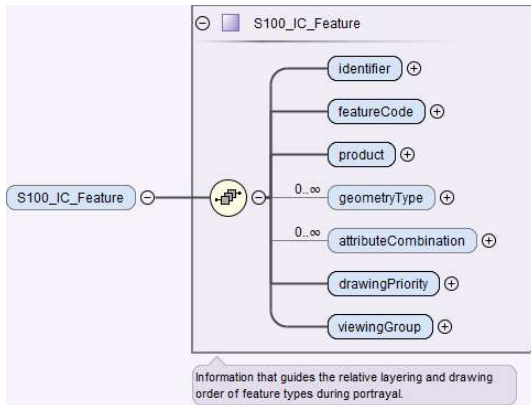 S100_IC_Feature
identifier
featureCode
product
0..∞
geometryType
S100_IC_Feature
0..∞
attributeCombination
drawingPriority
viewingGroup
Information that guides the relative layering and drawing
order of feature types during portrayal.